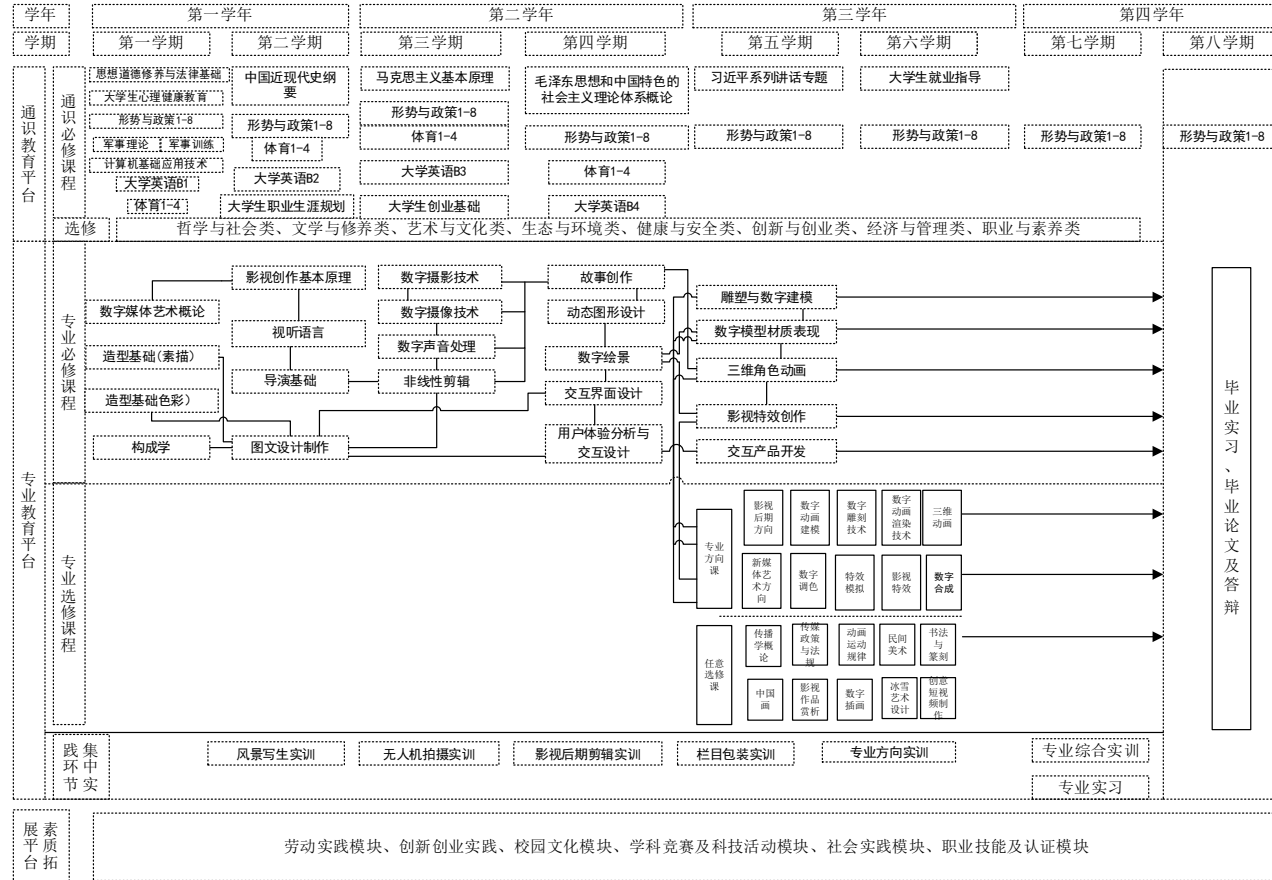 学年
第一学年
第二学年
第三学年
第四学年
学期
第一学期
第二学期
第三学期
第四学期
第五学期
第六学期
第七学期
第八学期
通识教育平台
通识必修课程
思想道德修养与法律基础
大学生心理健康教育
形势与政策1-8
军事理论
军事训练
计算机基础应用技术
大学英语B1
体育1-4
中国近现代史纲
要
形势与政策1-8
体育1-4
大学英语B2
大学生职业生涯规划
马克思主义基本原理
形势与政策1-8
体育1-4
大学英语B3
大学生创业基础
毛泽东思想和中国特色的
社会主义理论体系概论
形势与政策1-8
体育1-4
大学英语B4
习近平系列讲话专题
形势与政策1-8
大学生就业指导
形势与政策1-8
形势与政策1-8
形势与政策1-8
选修
哲学与社会类、文学与修养类、艺术与文化类、生态与环境类、健康与安全类、创新与创业类、经济与管理类、职业与素养类
专业教育平台
专业必修课程
数字媒体艺术概论
造型基础(素描)
造型基础色彩)
构成学
影视创作基本原理
视听语言
导演基础
图文设计制作
数字摄影技术
数字摄像技术
数字声音处理
非线性剪辑
故事创作
动态图形设计
数字绘景
交互界面设计
用户体验分析与
交互设计
雕塑与数字建模
数字模型材质表现
三维角色动画
影视特效创作
交互产品开发
毕业实习、毕业论文及答辩
专业选修课程
专业
方向
课
影视
后期
方向
数字
动画
建模
数字
雕刻
技术
数字
动画
渲染
技术
三维
动画
新媒
体艺
术方
向
数字
调色
特效
模拟
影视
特效
数字
合成
任意
选修
课
传播
学概
论
传媒
政策
与法
规
动画
运动
规律
民间
美术
书法
与
篆刻
中国
画
影视
作品
赏析
数字
插画
冰雪
艺术
设计
创意
短视
频制
作
集中实
践环节
风景写生实训
无人机拍摄实训
影视后期剪辑实训
栏目包装实训
专业方向实训
专业综合实训
专业实习
素质拓
展平台
劳动实践模块、创新创业实践、校园文化模块、学科竞赛及科技活动模块、社会实践模块、职业技能及认证模块